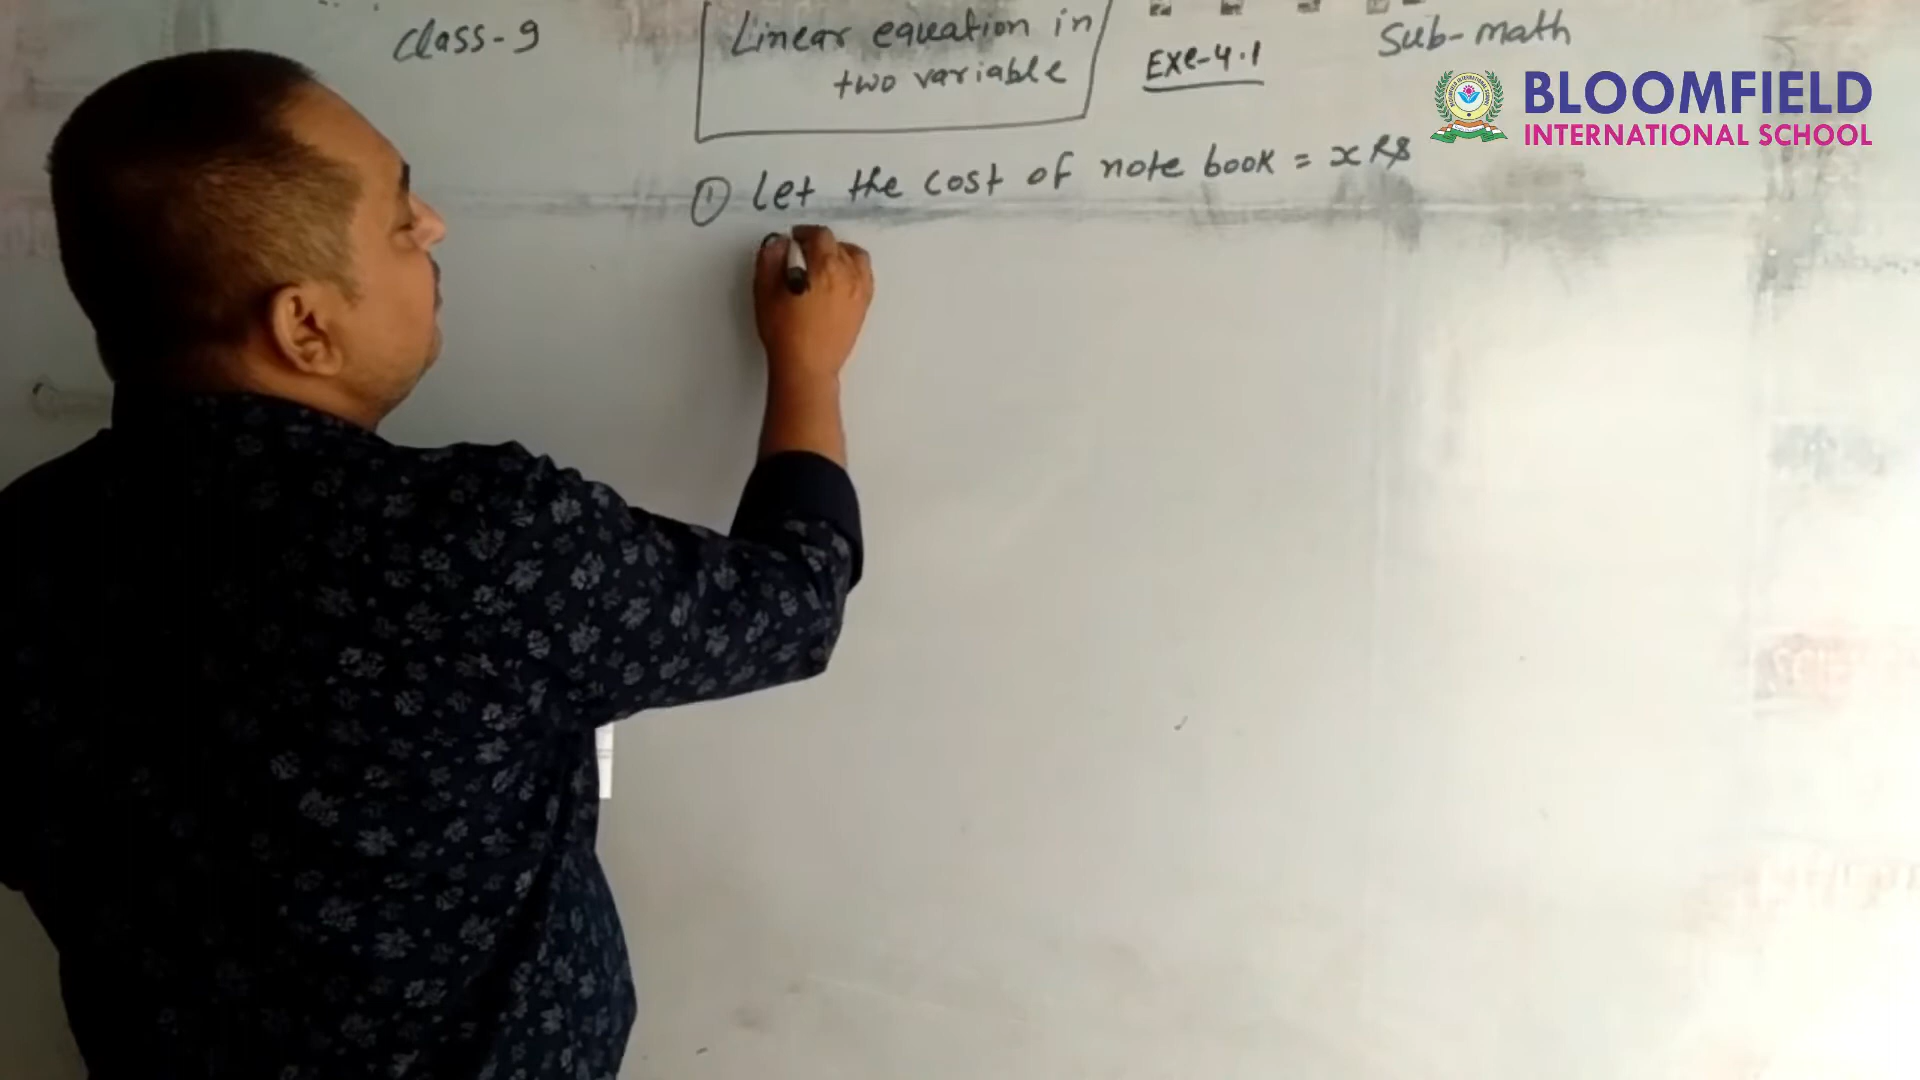 Class-9
Linear equation in
two variable
Exe-4.1
Sub-math
BLOOMFIELD
INTERNATIONAL SCHOOL
① Let the cost of note book = x Rs